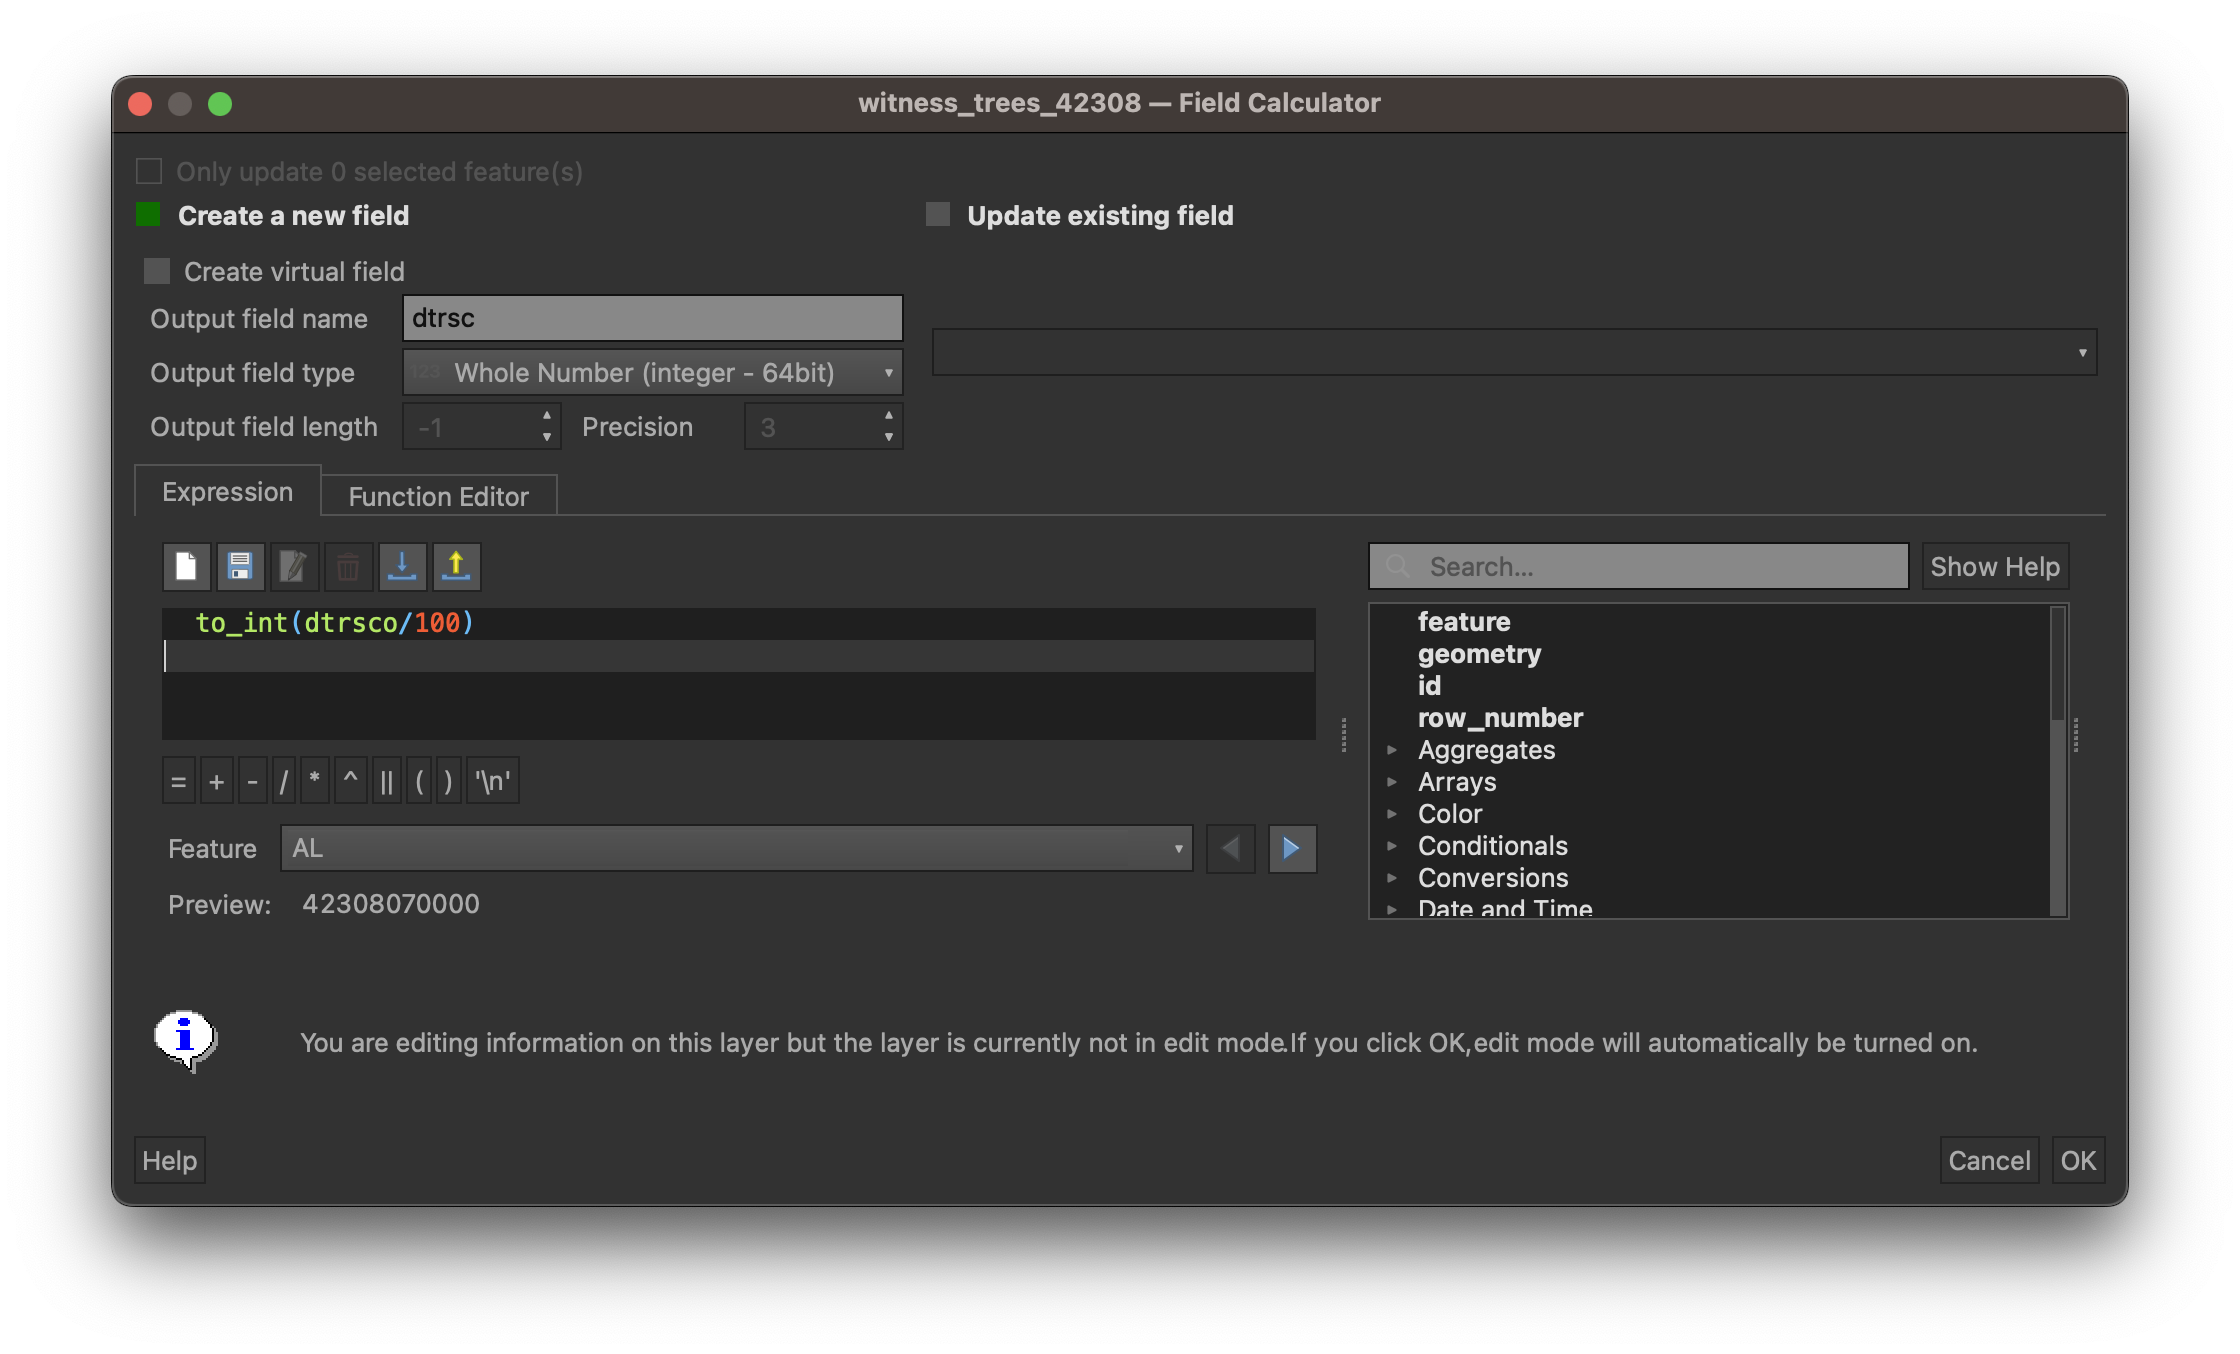 witness_trees_42308 — Field Calculator
Only update 0 selected feature(s)
Create a new field
Update existing field
Create virtual field
Output field name
dtrsc
Output field type
123 Whole Number (integer - 64bit)
Output field length
-1
Precision
3
Expression
Function Editor
to_int(dtrsco/100)
= + - / * ^ || ( ) '\n'
Feature
AL
Preview: 42308070000
Search...
Show Help
feature
geometry
id
row_number
Aggregates
Arrays
Color
Conditionals
Conversions
Date and Time
You are editing information on this layer but the layer is currently not in edit mode.If you click OK,edit mode will automatically be turned on.
Help
Cancel
OK